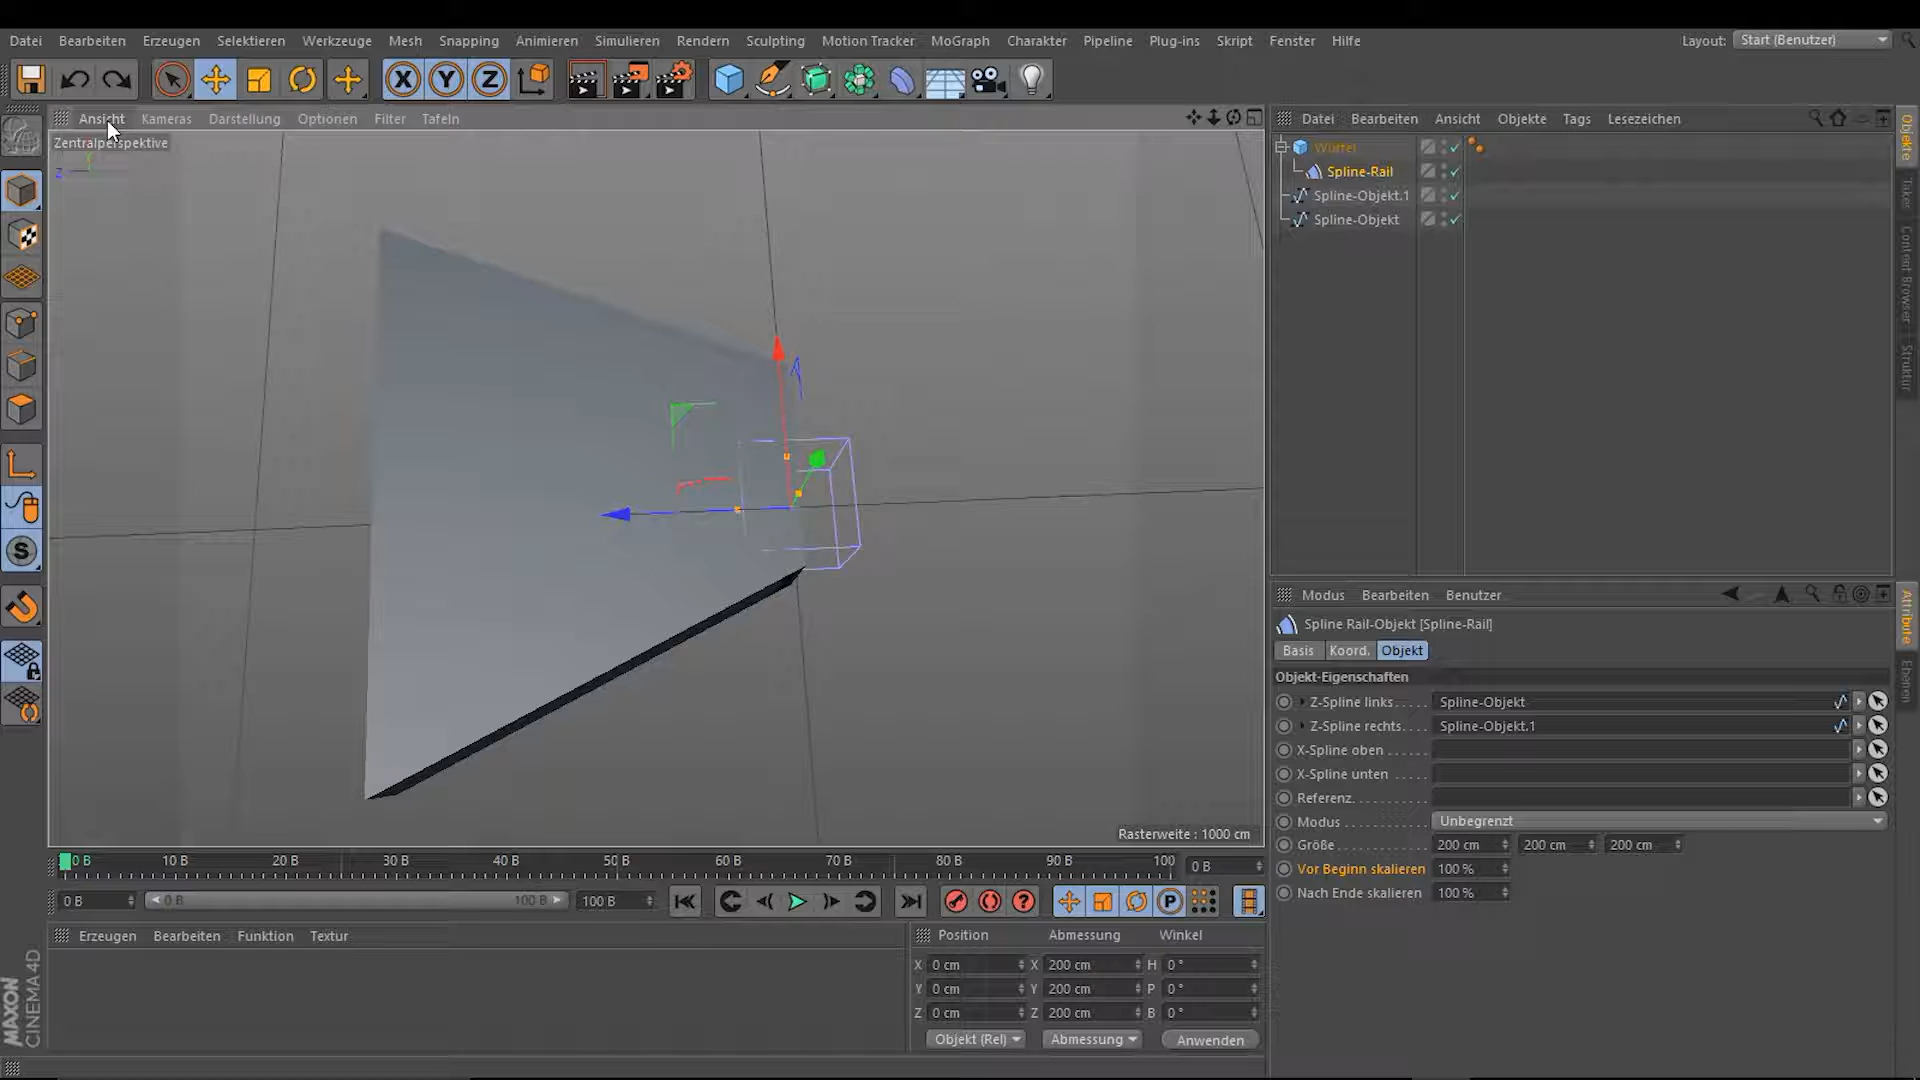 Datei Bearbeiten Erzeugen Selektieren Werkzeuge Mesh Snapping Animieren Simulieren Rendern Sculpting Motion Tracker MoGraph Charakter Pipeline Plug-ins Skript Fenster Hilfe Layout: Start (Benutzer)
X Y Z
Ansicht Kameras Darstellung Optionen Filter Tafeln
Zentralperspektive
Z
S
Rasterweite : 1000 cm
Datei Bearbeiten Ansicht Objekte Tags Lesezeichen
Würfel
Spline-Rail
Spline-Objekt.1
Spline-Objekt
Objekte
Takes
Content Browser
Struktur
Modus Bearbeiten Benutzer
Spline Rail-Objekt [Spline-Rail]
Basis Koord. Objekt
Objekt-Eigenschaften
Z-Spline links Spline-Objekt
Z-Spline rechts Spline-Objekt.1
X-Spline oben
X-Spline unten
Referenz
Modus Unbegrenzt
Größe 200 cm 200 cm 200 cm
Vor Beginn skalieren 100 %
Nach Ende skalieren 100 %
Attribute
Ebenen
0 B 10 B 20 B 30 B 40 B 50 B 60 B 70 B 80 B 90 B 100 0 B
0 B 0 B 100 B 100 B P
Erzeugen Bearbeiten Funktion Textur
Position Abmessung Winkel
X 0 cm X 200 cm H 0 °
Y 0 cm Y 200 cm P 0 °
Z 0 cm Z 200 cm B 0 °
Objekt (Rel) Abmessung Anwenden
MAXON
CINEMA 4D